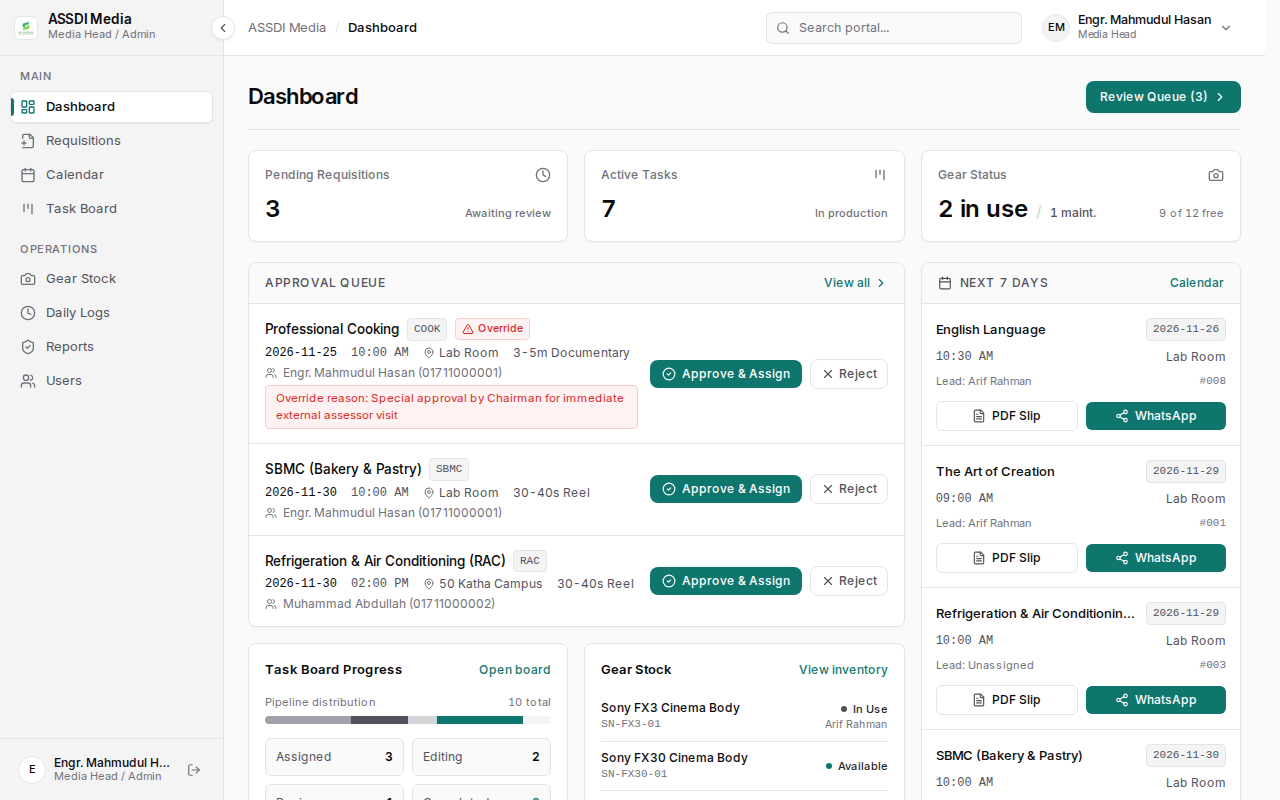 ASSDI Media
Media Head / Admin
MAIN
Dashboard
Requisitions
Calendar
Task Board
OPERATIONS
Gear Stock
Daily Logs
Reports
Users
E
Engr. Mahmudul H...
Media Head / Admin
ASSDI Media / Dashboard
Search portal...
EM
Engr. Mahmudul Hasan
Media Head
Dashboard
Review Queue (3)
Pending Requisitions
3
Awaiting review
Active Tasks
7
In production
Gear Status
2 in use / 1 maint.
9 of 12 free
APPROVAL QUEUE
View all
Professional Cooking COOK Override
2026-11-25 10:00 AM Lab Room 3-5m Documentary
Engr. Mahmudul Hasan (01711000001)
Override reason: Special approval by Chairman for immediate
external assessor visit
Approve & Assign
Reject
SBMC (Bakery & Pastry) SBMC
2026-11-30 10:00 AM Lab Room 30-40s Reel
Engr. Mahmudul Hasan (01711000001)
Approve & Assign
Reject
Refrigeration & Air Conditioning (RAC) RAC
2026-11-30 02:00 PM 50 Katha Campus 30-40s Reel
Muhammad Abdullah (01711000002)
Approve & Assign
Reject
NEXT 7 DAYS
Calendar
English Language 2026-11-26
10:30 AM Lab Room
Lead: Arif Rahman #008
PDF Slip WhatsApp
The Art of Creation 2026-11-29
09:00 AM Lab Room
Lead: Arif Rahman #001
PDF Slip WhatsApp
Refrigeration & Air Conditionin... 2026-11-29
10:00 AM Lab Room
Lead: Unassigned #003
PDF Slip WhatsApp
SBMC (Bakery & Pastry) 2026-11-30
10:00 AM Lab Room
Task Board Progress Open board
Pipeline distribution 10 total
Assigned 3
Editing 2
Gear Stock View inventory
Sony FX3 Cinema Body In Use
SN-FX3-01 Arif Rahman
Sony FX30 Cinema Body Available
SN-FX30-01